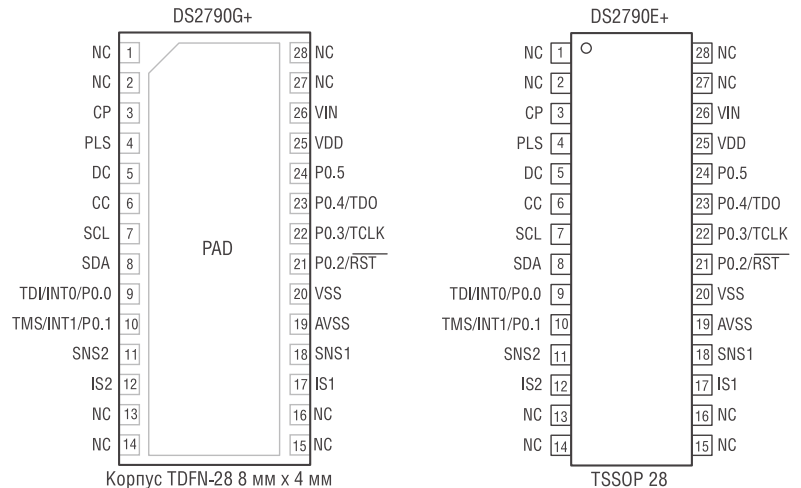 DS2790G+
NC 1
NC 2
CP 3
PLS 4
DC 5
CC 6
SCL 7
SDA 8
TDI/INT0/P0.0 9
TMS/INT1/P0.1 10
SNS2 11
IS2 12
NC 13
NC 14
PAD
28 NC
27 NC
26 VIN
25 VDD
24 P0.5
23 P0.4/TDO
22 P0.3/TCLK
21 P0.2/RST
20 VSS
19 AVSS
18 SNS1
17 IS1
16 NC
15 NC
Корпус TDFN-28 8 мм x 4 мм
DS2790E+
NC 1
NC 2
CP 3
PLS 4
DC 5
CC 6
SCL 7
SDA 8
TDI/INT0/P0.0 9
TMS/INT1/P0.1 10
SNS2 11
IS2 12
NC 13
NC 14
28 NC
27 NC
26 VIN
25 VDD
24 P0.5
23 P0.4/TDO
22 P0.3/TCLK
21 P0.2/RST
20 VSS
19 AVSS
18 SNS1
17 IS1
16 NC
15 NC
TSSOP 28